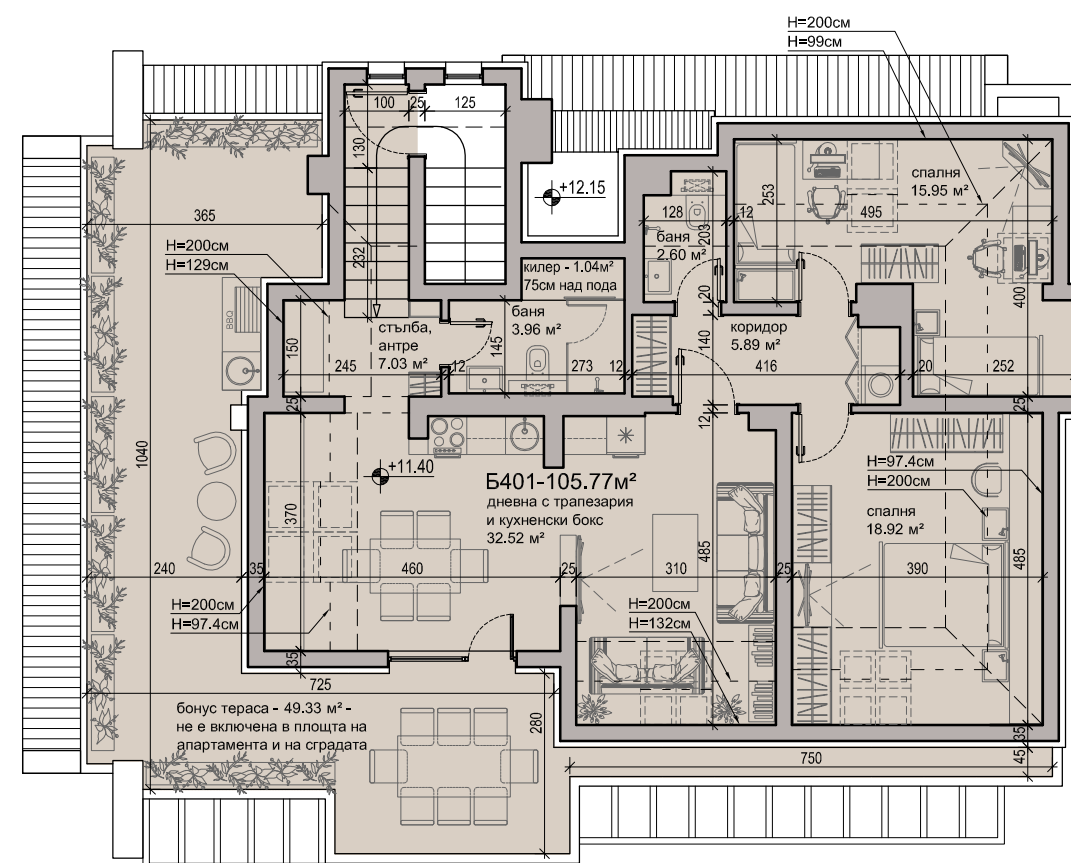 H=200см
H=99см
100
25
125
130
232
+12.15
365
H=200см
H=129см
килер - 1.04м²
75см над пода
баня
3.96 м²
128
12
203
баня
2.60 м²
20
253
495
спалня
15.95 м²
400
BBQ
стълба,
антре
7.03 м²
150
245
12
145
273
12
140
коридор
5.89 м²
416
20
252
25
25
12
1040
+11.40
Б401-105.77м²
дневна с трапезария
и кухненски бокс
32.52 м²
370
H=97.4см
H=200см
спалня
18.92 м²
485
485
240
35
460
25
310
25
390
H=200см
H=97.4см
H=200см
H=132см
35
725
280
бонус тераса - 49.33 м² -
не е включена в площта на
апартамента и на сградата
35
45
750